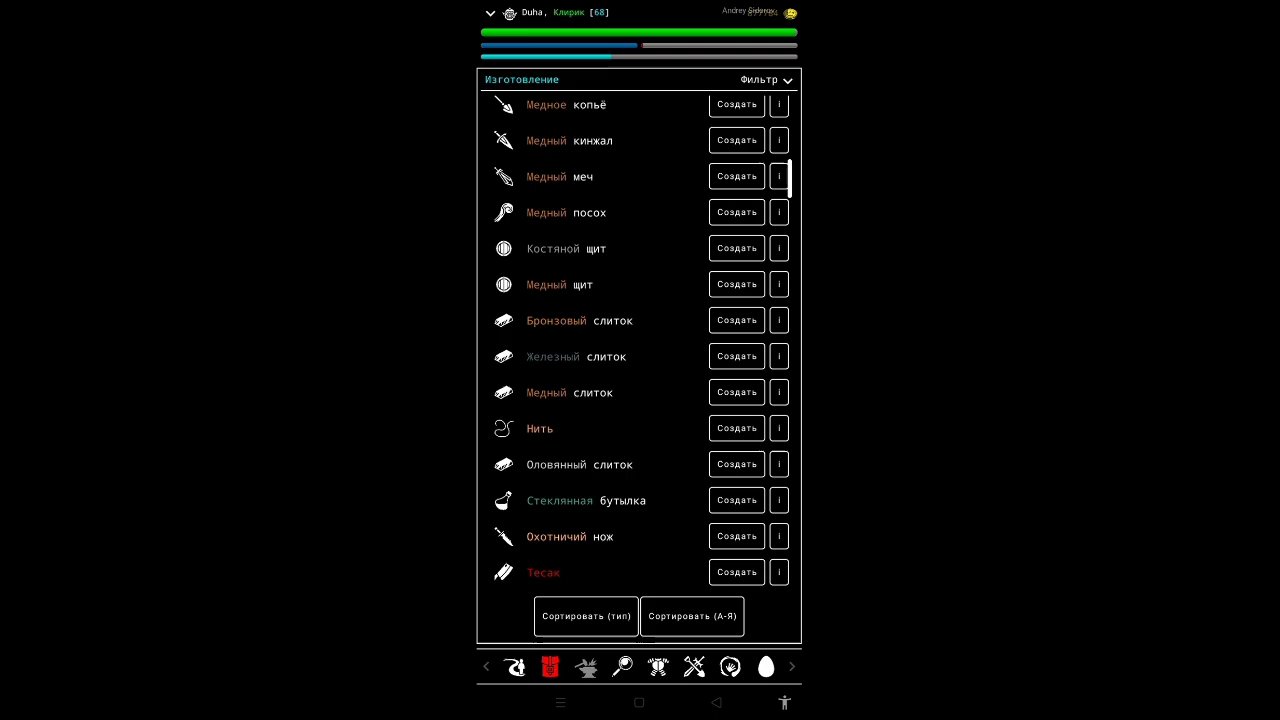 Duha, Клирик [68]
Andrey Sidorov
Изготовление Фильтр
Медное копьё Создать i
Медный кинжал Создать i
Медный меч Создать i
Медный посох Создать i
Костяной щит Создать i
Медный щит Создать i
Бронзовый слиток Создать i
Железный слиток Создать i
Медный слиток Создать i
Нить Создать i
Оловянный слиток Создать i
Стеклянная бутылка Создать i
Охотничий нож Создать i
Тесак Создать i
Сортировать (тип) Сортировать (А-Я)